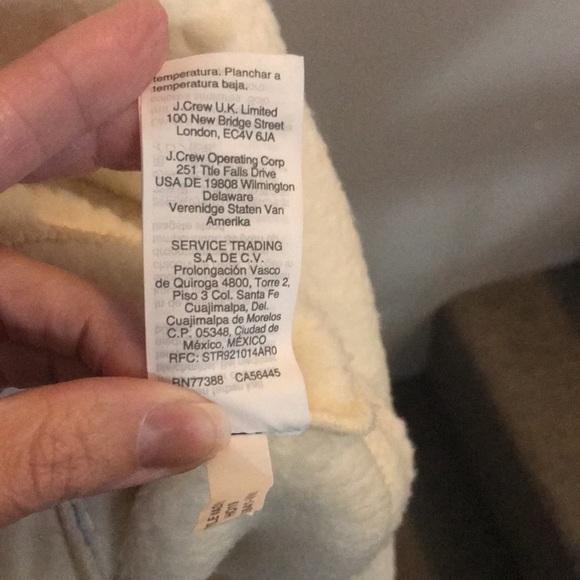 temperatura. Planchar a
temperatura baja.
J.Crew U.K. Limited
100 New Bridge Street
London, EC4V 6JA
J.Crew Operating Corp
251 Ttle Falls Drive
USA DE 19808 Wilmington
Delaware
Verenidge Staten Van
Amerika
SERVICE TRADING
S.A. DE C.V.
Prolongación Vasco
de Quiroga 4800, Torre 2,
Piso 3 Col. Santa Fe
Cuajimalpa, Del.
Cuajimalpa de Morelos
C.P. 05348, Ciudad de
México, MÉXICO
RFC: STR921014AR0
RN77388 CA56445